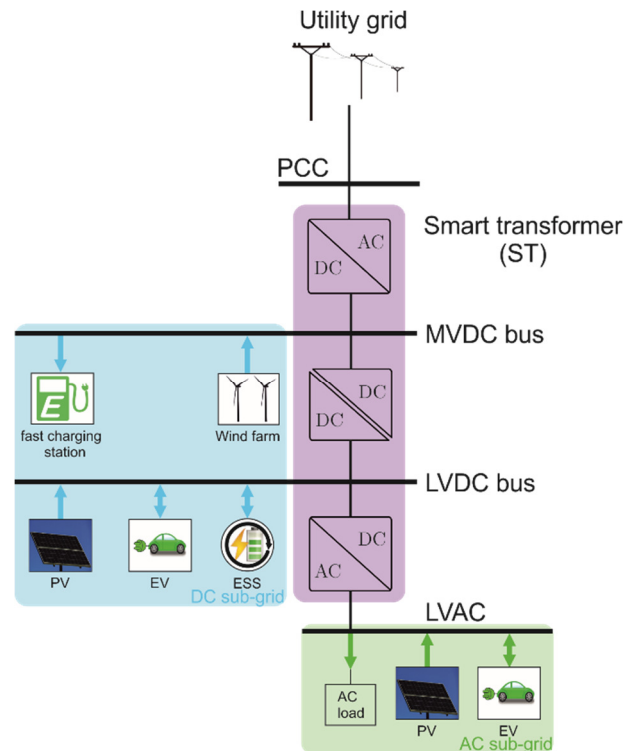 Utility grid
PCC
Smart transformer
(ST)
AC
DC
MVDC bus
E
fast charging
station
Wind farm
DC
DC
LVDC bus
PV
EV
ESS
DC sub-grid
DC
AC
LVAC
AC
load
PV
EV
AC sub-grid